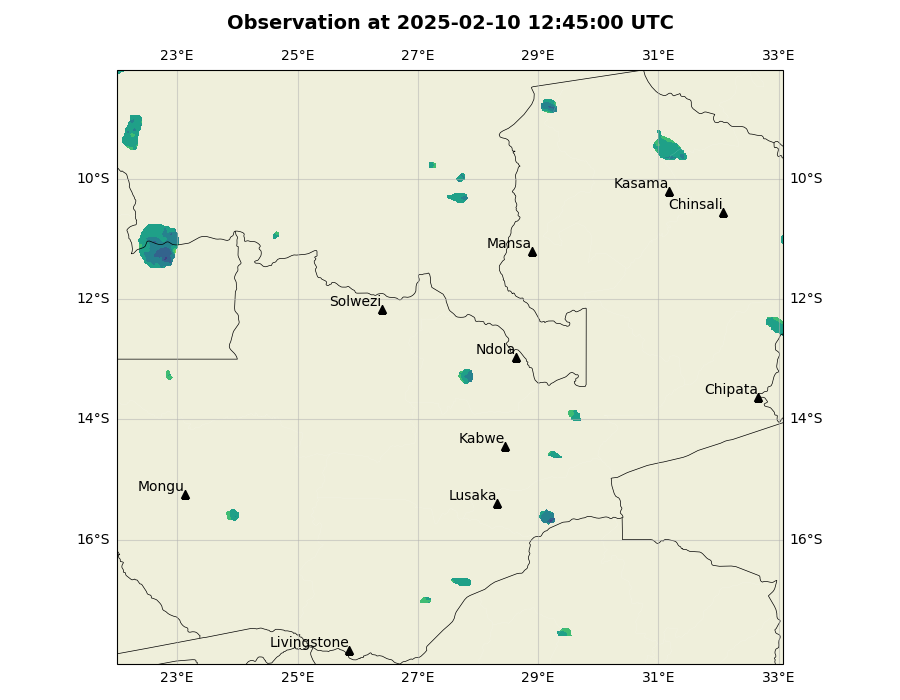 Observation at 2025-02-10 12:45:00 UTC
23°E 25°E 27°E 29°E 31°E 33°E
10°S 10°S
Kasama
Chinsali
Mansa
12°S 12°S
Solwezi
Ndola
Chipata
14°S 14°S
Kabwe
Mongu
Lusaka
16°S 16°S
Livingstone
23°E 25°E 27°E 29°E 31°E 33°E